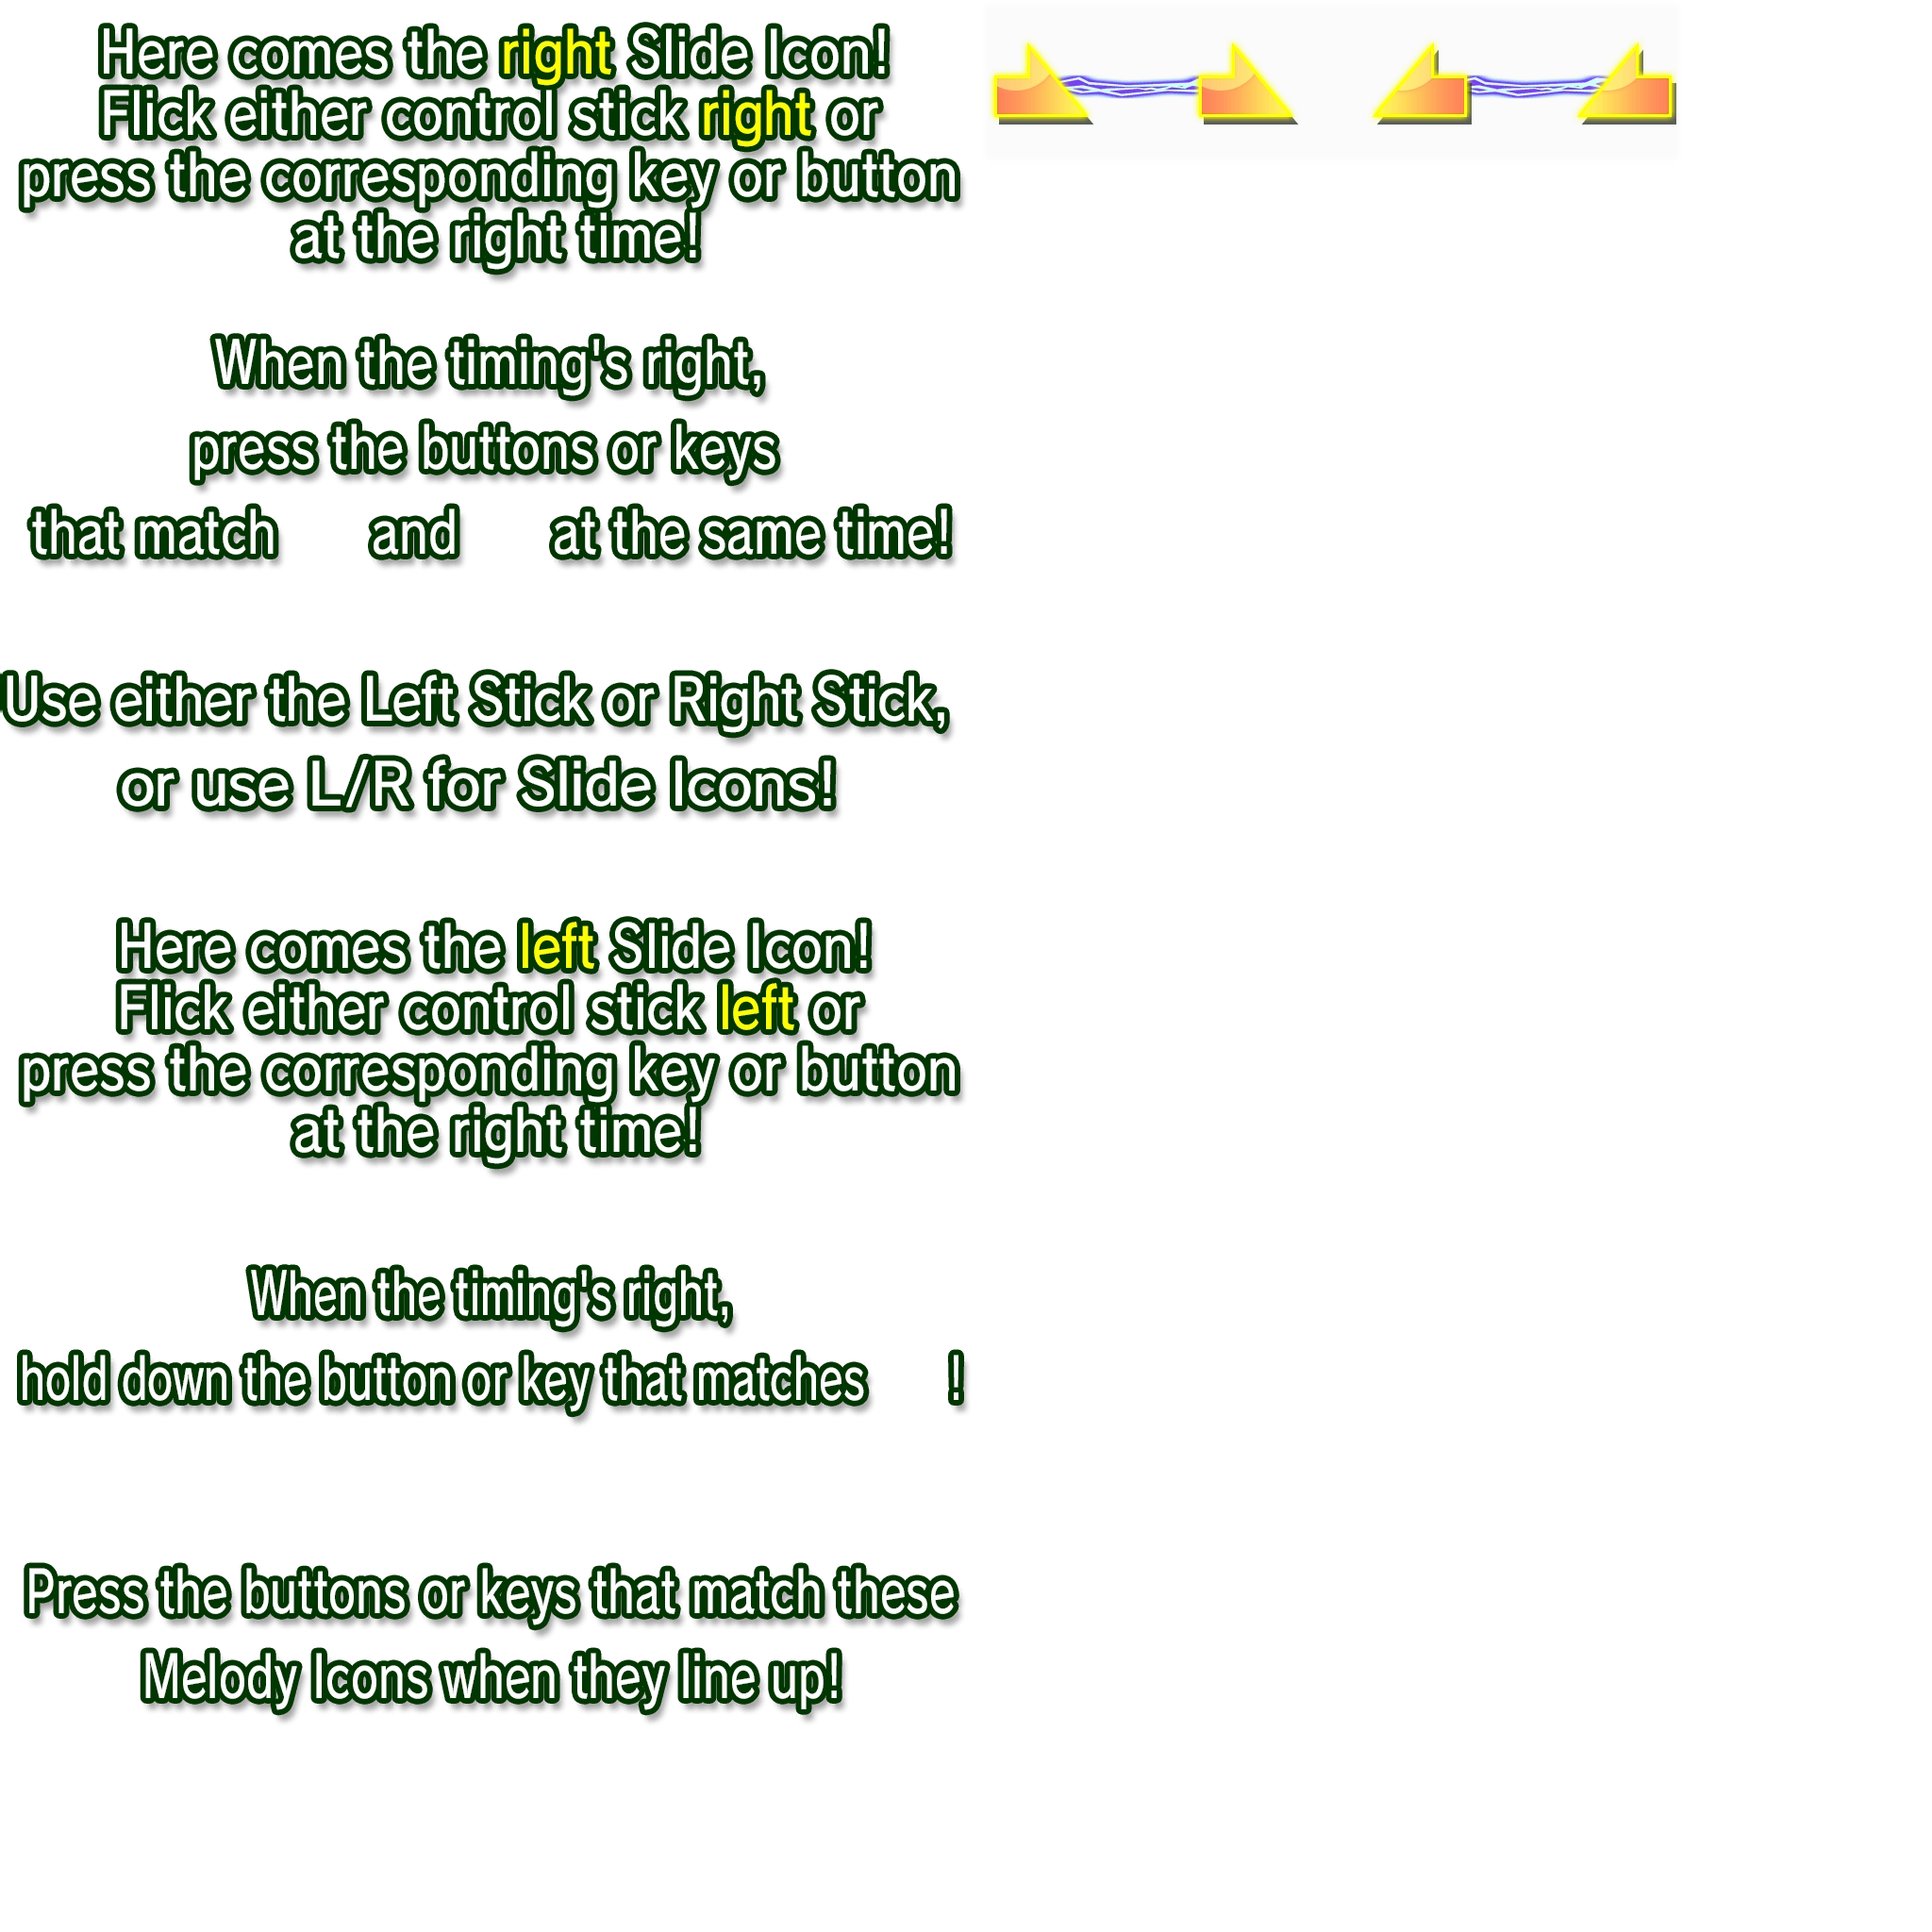 Here comes the right Slide Icon!
Flick either control stick right or
press the corresponding key or button
at the right time!
When the timing's right,
press the buttons or keys
that match and at the same time!
Use either the Left Stick or Right Stick,
or use L/R for Slide Icons!
Here comes the left Slide Icon!
Flick either control stick left or
press the corresponding key or button
at the right time!
When the timing's right,
hold down the button or key that matches !
Press the buttons or keys that match these
Melody Icons when they line up!